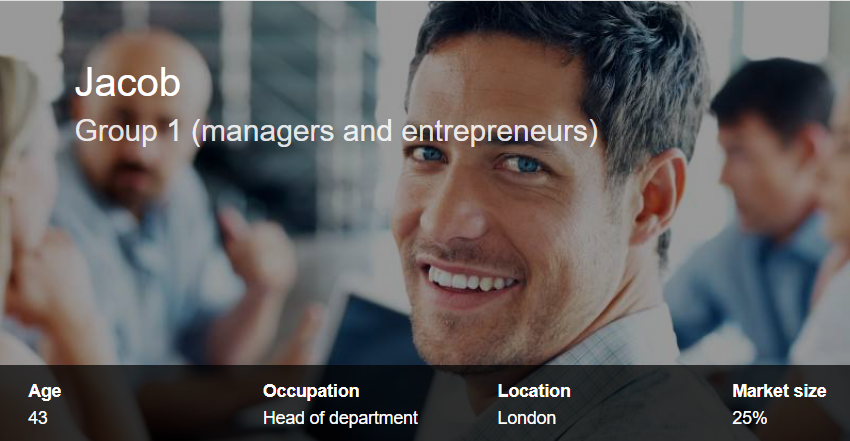 Jacob
Group 1 (managers and entrepreneurs)
Age Occupation Location Market size
43 Head of department London 25%